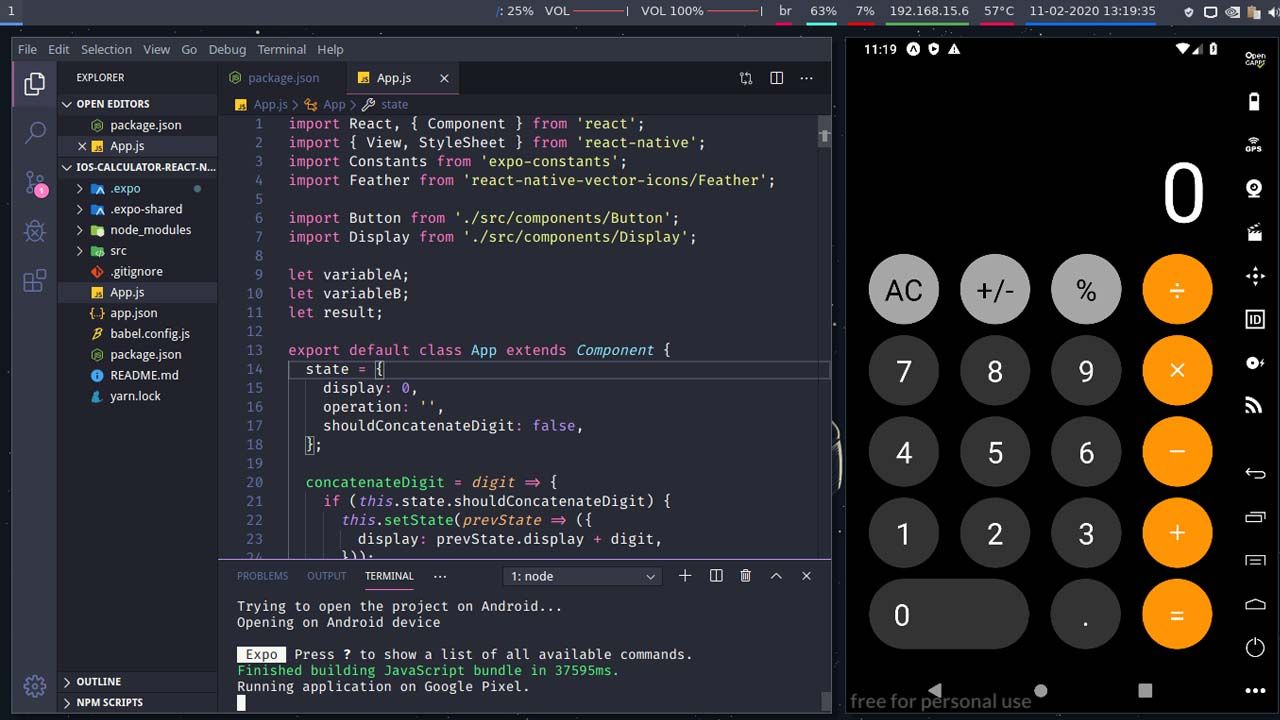 1
/: 25% VOL VOL 100% br 63% 7% 192.168.15.6 57°C 11-02-2020 13:19:35
File Edit Selection View Go Debug Terminal Help
EXPLORER
OPEN EDITORS
package.json
App.js
IOS-CALCULATOR-REACT-N...
.expo
.expo-shared
node_modules
src
.gitignore
App.js
app.json
babel.config.js
package.json
README.md
yarn.lock
OUTLINE
NPM SCRIPTS
1
package.json App.js
App.js > App > state
1 import React, { Component } from 'react';
2 import { View, StyleSheet } from 'react-native';
3 import Constants from 'expo-constants';
4 import Feather from 'react-native-vector-icons/Feather';
5
6 import Button from './src/components/Button';
7 import Display from './src/components/Display';
8
9 let variableA;
10 let variableB;
11 let result;
12
13 export default class App extends Component {
14 state = {
15 display: 0,
16 operation: '',
17 shouldConcatenateDigit: false,
18 };
19
20 concatenateDigit = digit => {
21 if (this.state.shouldConcatenateDigit) {
22 this.setState(prevState => ({
23 display: prevState.display + digit,
24 }));
PROBLEMS OUTPUT TERMINAL ...
1: node
Trying to open the project on Android...
Opening on Android device
Expo Press ? to show a list of all available commands.
Finished building JavaScript bundle in 37595ms.
Running application on Google Pixel.
11:19
0
AC +/- % ÷
7 8 9 ×
4 5 6 −
1 2 3 +
0 . =
free for personal use
Open
GAPPS
GPS
ID